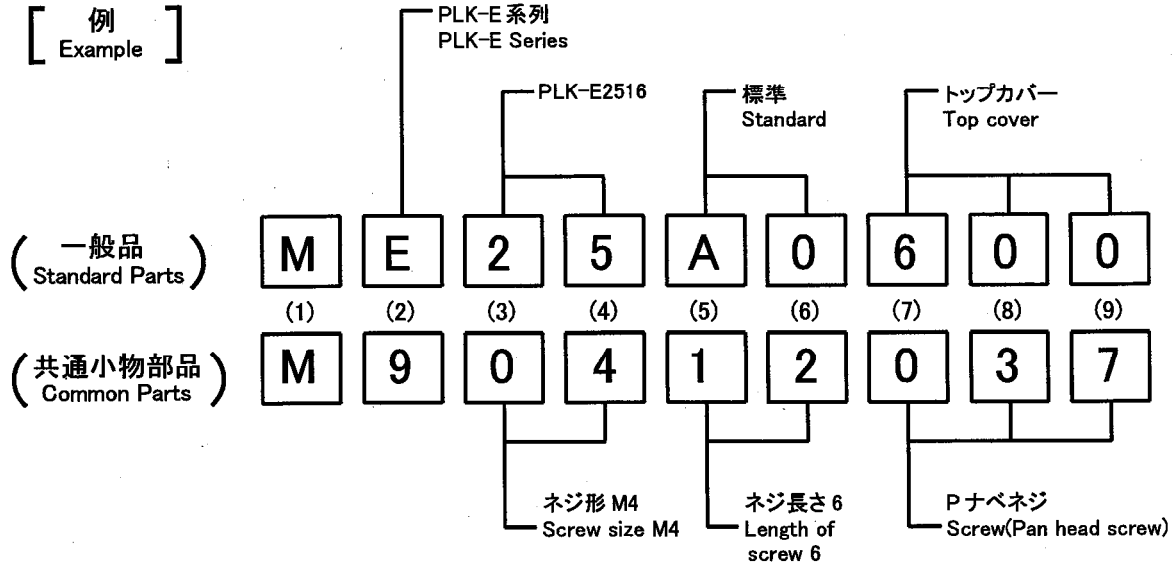 例
Example
PLK-E系列
PLK-E Series
PLK-E2516
標準
Standard
トップカバー
Top cover
一般品
Standard Parts
M E 2 5 A 0 6 0 0
(1) (2) (3) (4) (5) (6) (7) (8) (9)
共通小物部品
Common Parts
M 9 0 4 1 2 0 3 7
ネジ形 M4
Screw size M4
ネジ長さ 6
Length of
screw 6
Pナベネジ
Screw(Pan head screw)